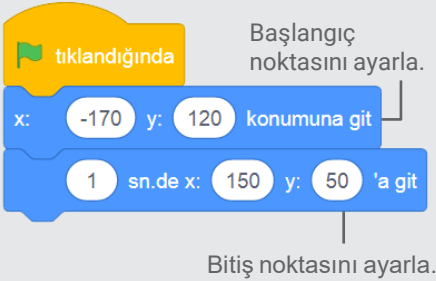 Başlangıç
noktasını ayarla.
tıklandığında
x: -170 y: 120 konumuna git
1 sn.de x: 150 y: 50 'a git
Bitiş noktasını ayarla.